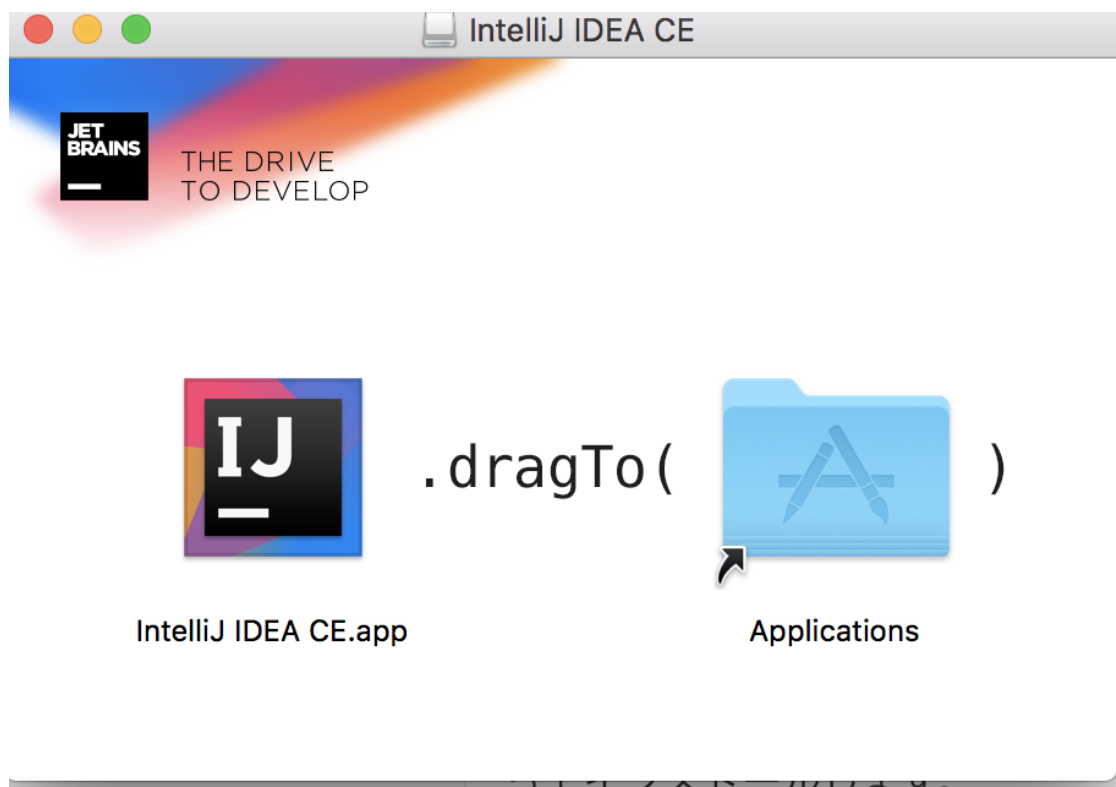 IntelliJ IDEA CE
JET
BRAINS
THE DRIVE
TO DEVELOP
IJ
.dragTo( )
IntelliJ IDEA CE.app
Applications